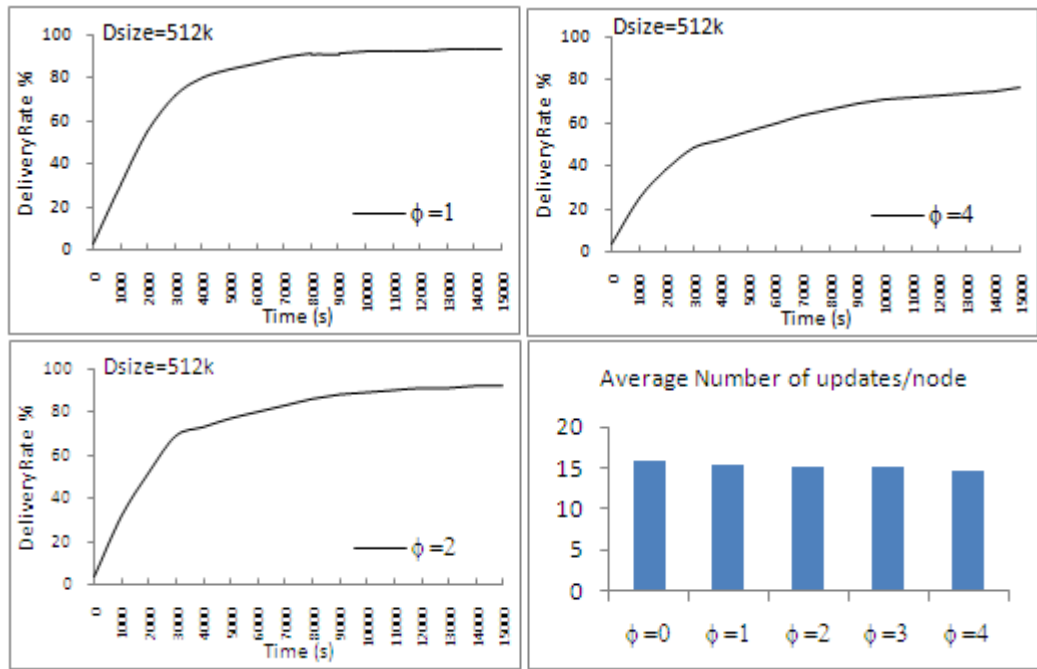 Dsize=512k
DeliveryRate %
100
80
60
40
20
0
ϕ =1
0 1000 2000 3000 4000 5000 6000 7000 8000 9000 10000 11000 12000 13000 14000 15000
Time (s)
Dsize=512k
DeliveryRate %
100
80
60
40
20
0
ϕ =4
0 1000 2000 3000 4000 5000 6000 7000 8000 9000 10000 11000 12000 13000 14000 15000
Time (s)
Dsize=512k
DeliveryRate %
100
80
60
40
20
0
ϕ =2
0 1000 2000 3000 4000 5000 6000 7000 8000 9000 10000 11000 12000 13000 14000 15000
Time (s)
Average Number of updates/node
20
15
10
5
0
ϕ =0 ϕ =1 ϕ =2 ϕ =3 ϕ =4